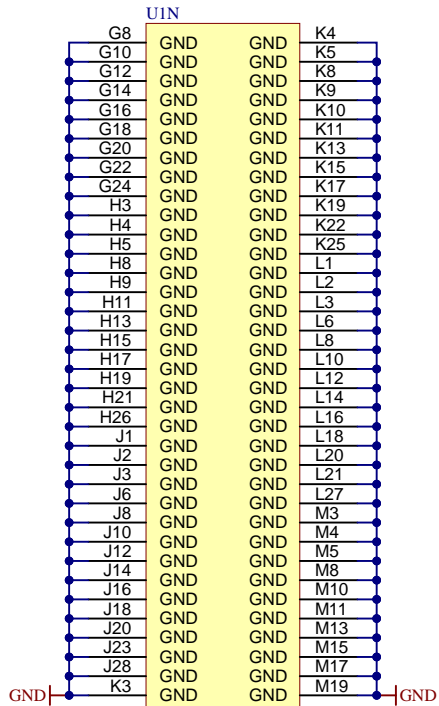 U1N
G8 GND GND K4
G10 GND GND K5
G12 GND GND K8
G14 GND GND K9
G16 GND GND K10
G18 GND GND K11
G20 GND GND K13
G22 GND GND K15
G24 GND GND K17
H3 GND GND K19
H4 GND GND K22
H5 GND GND K25
H8 GND GND L1
H9 GND GND L2
H11 GND GND L3
H13 GND GND L6
H15 GND GND L8
H17 GND GND L10
H19 GND GND L12
H21 GND GND L14
H26 GND GND L16
J1 GND GND L18
J2 GND GND L20
J3 GND GND L21
J6 GND GND L27
J8 GND GND M3
J10 GND GND M4
J12 GND GND M5
J14 GND GND M8
J16 GND GND M10
J18 GND GND M11
J20 GND GND M13
J23 GND GND M15
J28 GND GND M17
GND K3 GND GND M19 GND